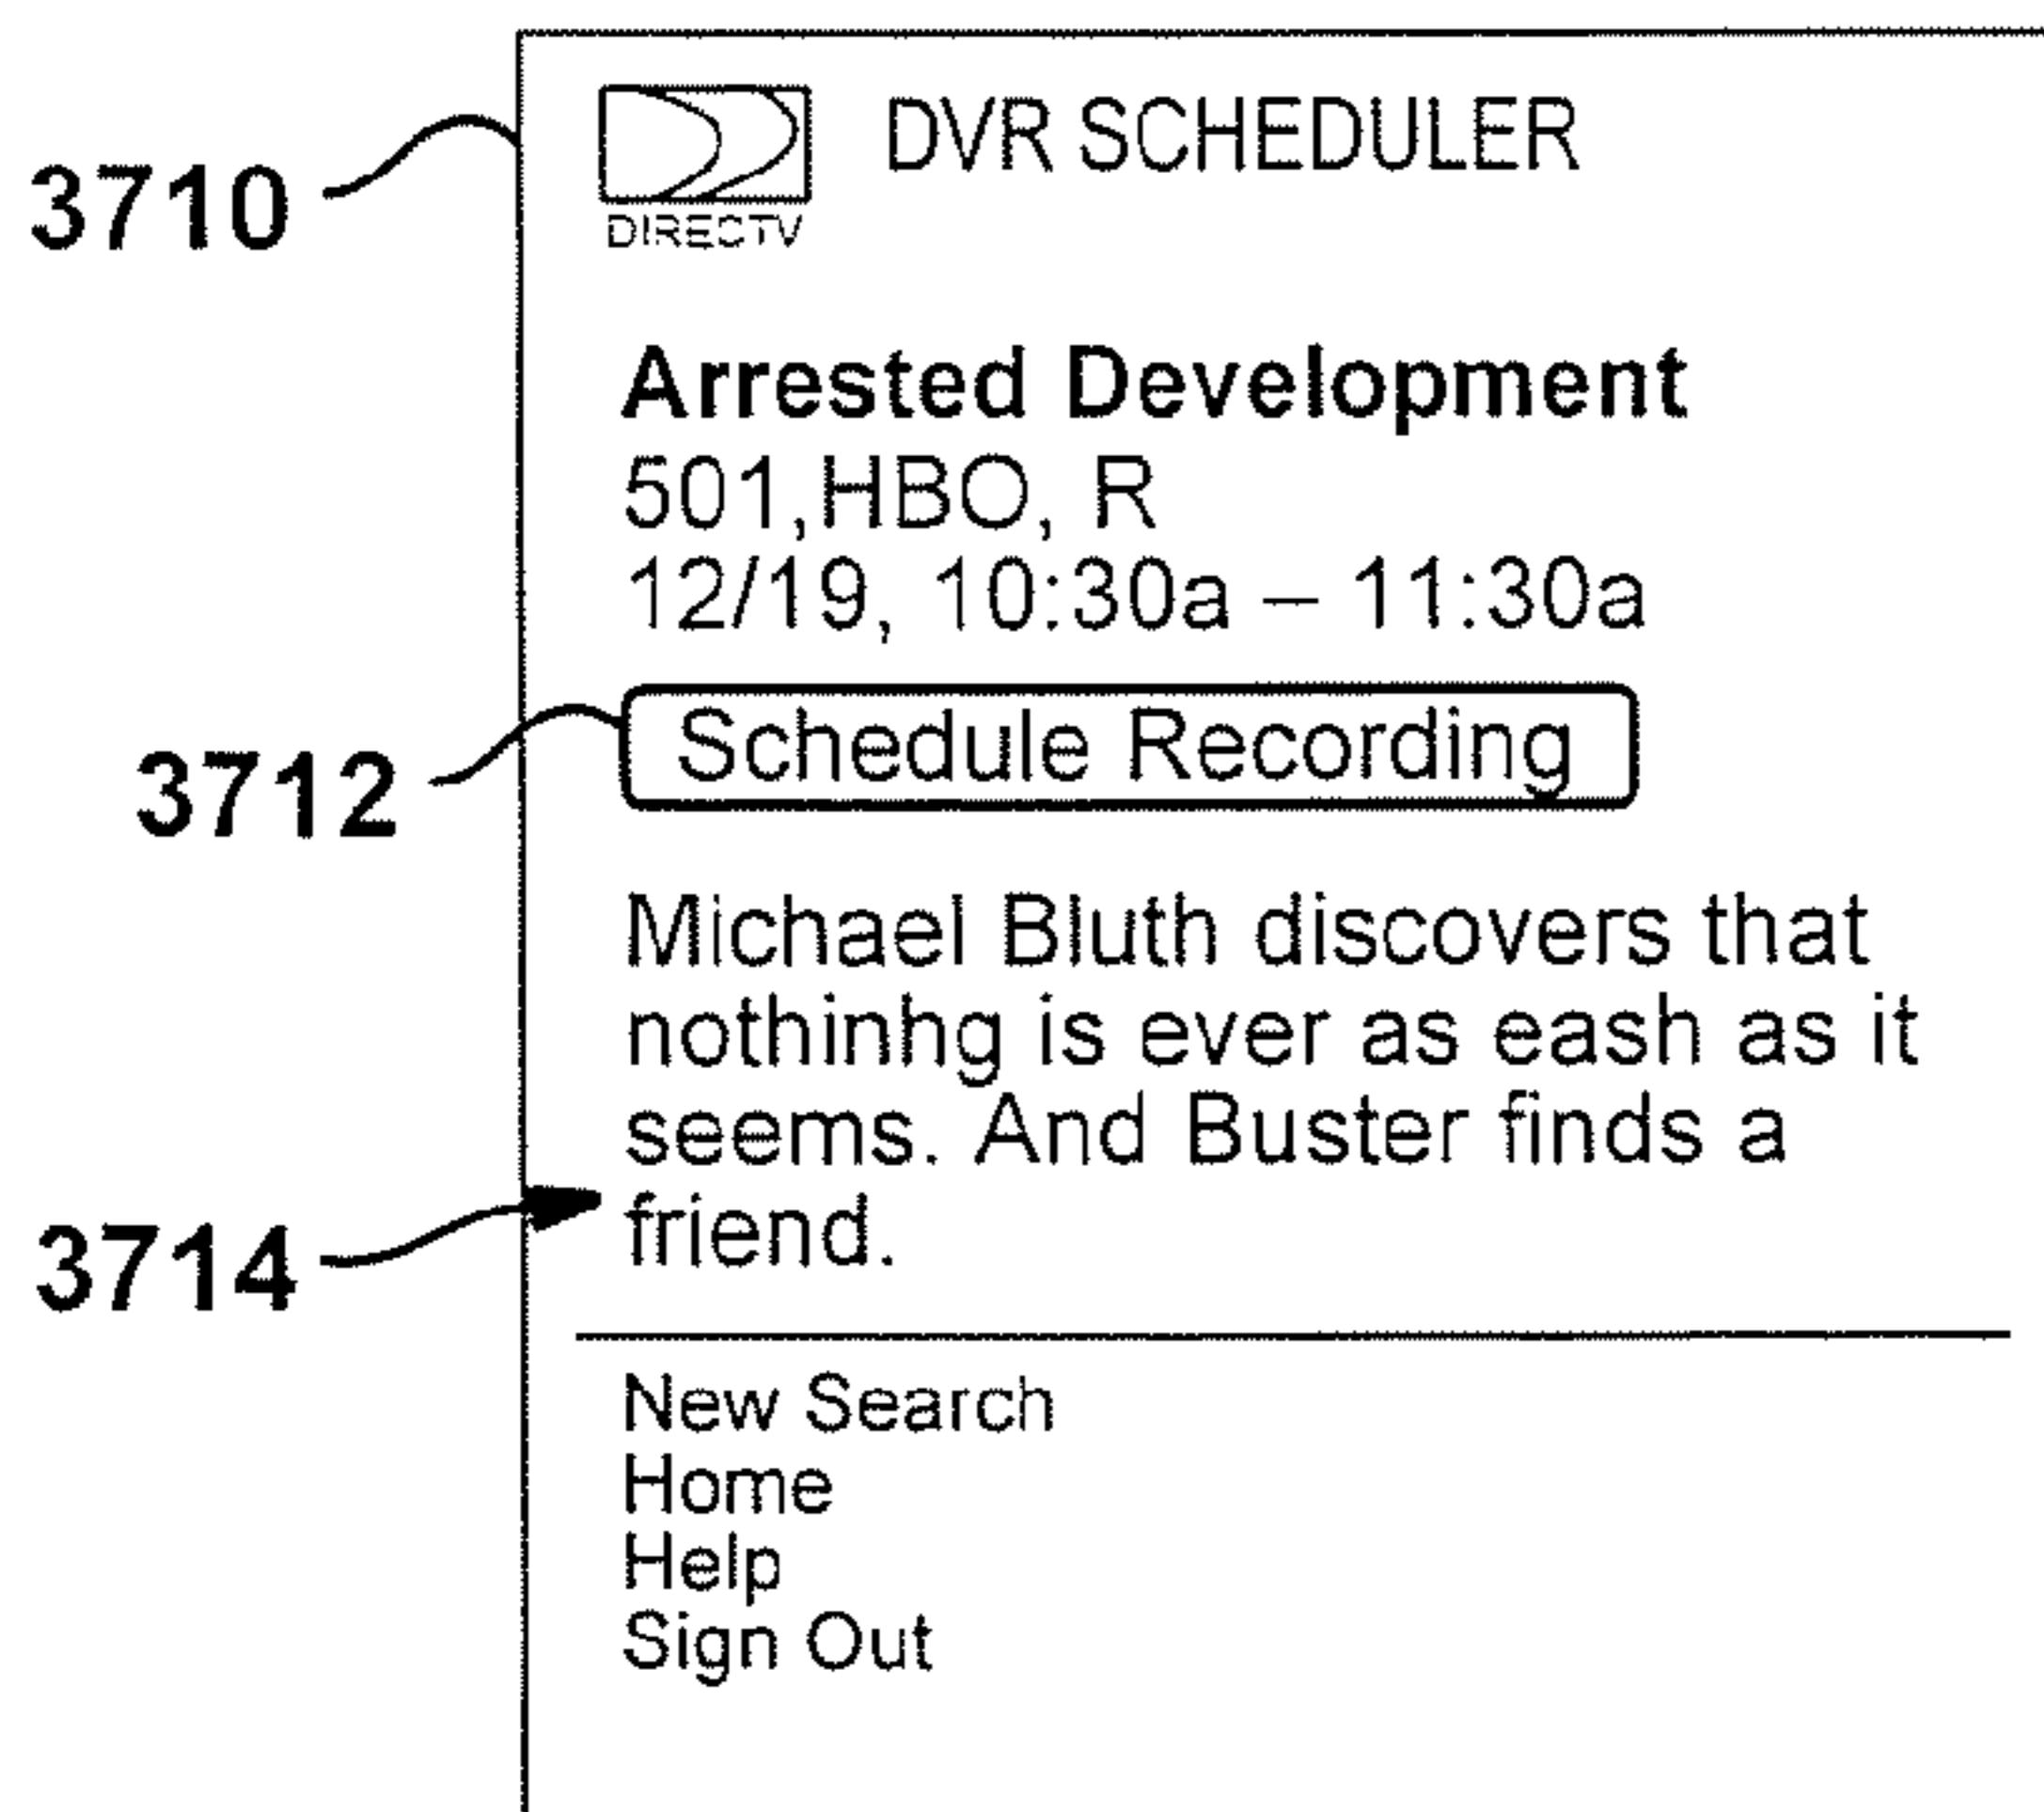 DVR SCHEDULER
3710
DIRECTV
Arrested Development
501,HBO, R
12/19, 10:30a – 11:30a
3712
Schedule Recording
Michael Bluth discovers that
nothinhg is ever as eash as it
seems. And Buster finds a
friend.
3714
New Search
Home
Help
Sign Out